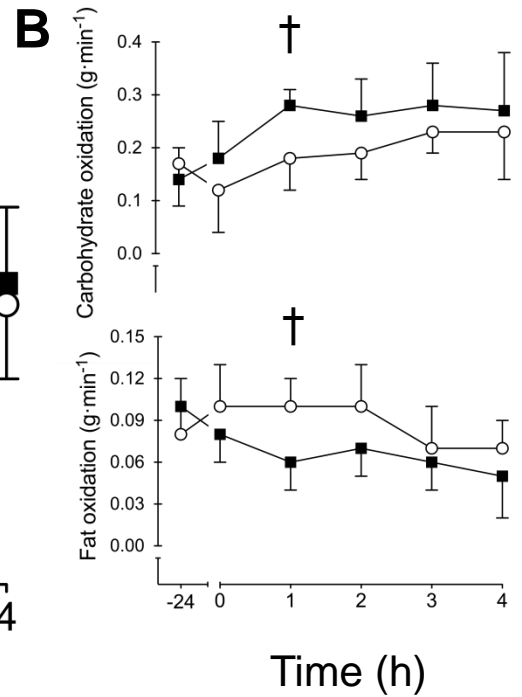 B
Carbohydrate oxidation (g·min⁻¹)
†
0.4
0.3
0.2
0.1
0.0
Fat oxidation (g·min⁻¹)
†
0.15
0.12
0.09
0.06
0.03
0.00
4
-24 0 1 2 3 4
Time (h)